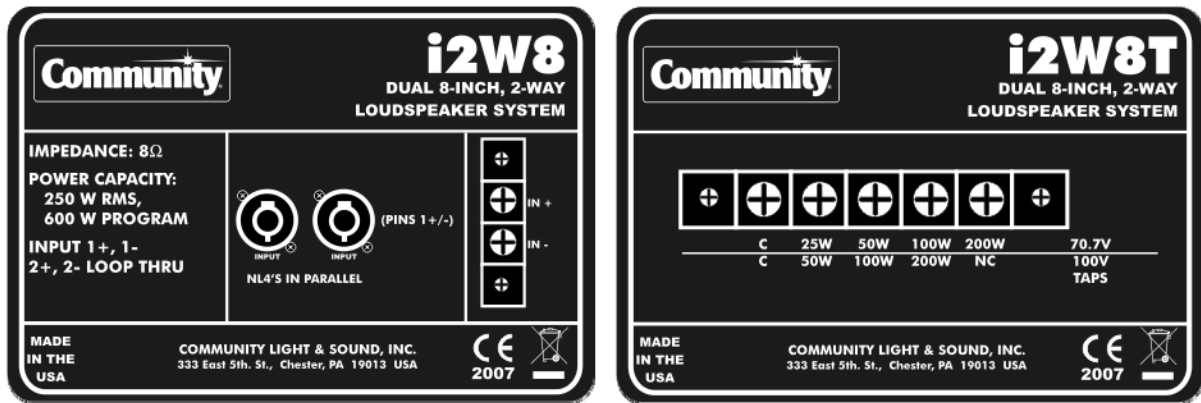 Community
i2W8
DUAL 8-INCH, 2-WAY
LOUDSPEAKER SYSTEM
IMPEDANCE: 8Ω
POWER CAPACITY:
250 W RMS,
600 W PROGRAM
INPUT 1+, 1-
2+, 2- LOOP THRU
INPUT INPUT (PINS 1+/-)
NL4'S IN PARALLEL
IN +
IN -
MADE
IN THE
USA
COMMUNITY LIGHT & SOUND, INC.
333 East 5th. St., Chester, PA 19013 USA
CE
2007
Community
i2W8T
DUAL 8-INCH, 2-WAY
LOUDSPEAKER SYSTEM
C 25W 50W 100W 200W 70.7V
C 50W 100W 200W NC 100V
TAPS
MADE
IN THE
USA
COMMUNITY LIGHT & SOUND, INC.
333 East 5th. St., Chester, PA 19013 USA
CE
2007